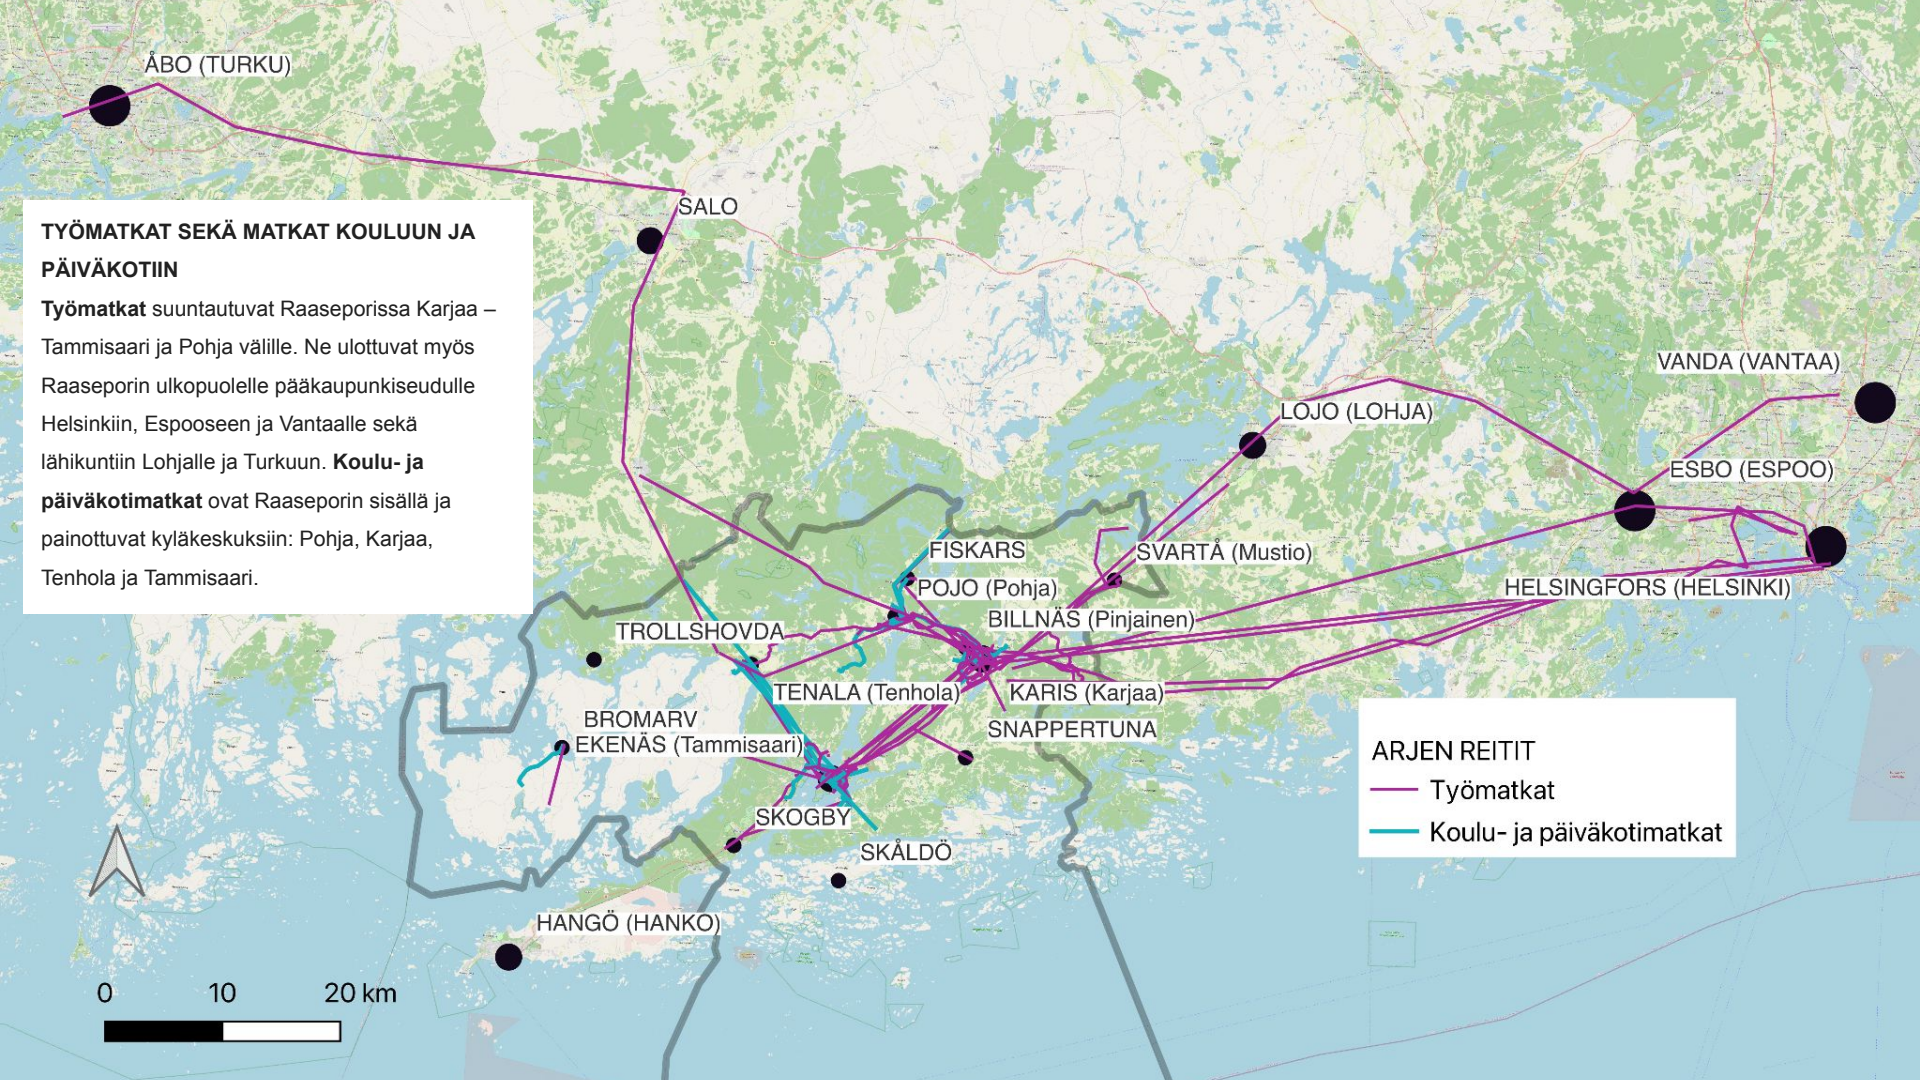 ÅBO (TURKU)
SALO
TYÖMATKAT SEKÄ MATKAT KOULUUN JA
PÄIVÄKOTIIN
Työmatkat suuntautuvat Raaseporissa Karjaa –
Tammisaari ja Pohja välille. Ne ulottuvat myös
Raaseporin ulkopuolelle pääkaupunkiseudulle
Helsinkiin, Espooseen ja Vantaalle sekä
lähikuntiin Lohjalle ja Turkuun. Koulu- ja
päiväkotimatkat ovat Raaseporin sisällä ja
painottuvat kyläkeskuksiin: Pohja, Karjaa,
Tenhola ja Tammisaari.
VANDA (VANTAA)
LOJO (LOHJA)
ESBO (ESPOO)
FISKARS
SVARTÅ (Mustio)
POJO (Pohja)
HELSINGFORS (HELSINKI)
BILLNÄS (Pinjainen)
TROLLSHOVDA
TENALA (Tenhola)
KARIS (Karjaa)
BROMARV
SNAPPERTUNA
EKENÄS (Tammisaari)
SKOGBY
SKÅLDÖ
HANGÖ (HANKO)
ARJEN REITIT
Työmatkat
Koulu- ja päiväkotimatkat
0 10 20 km